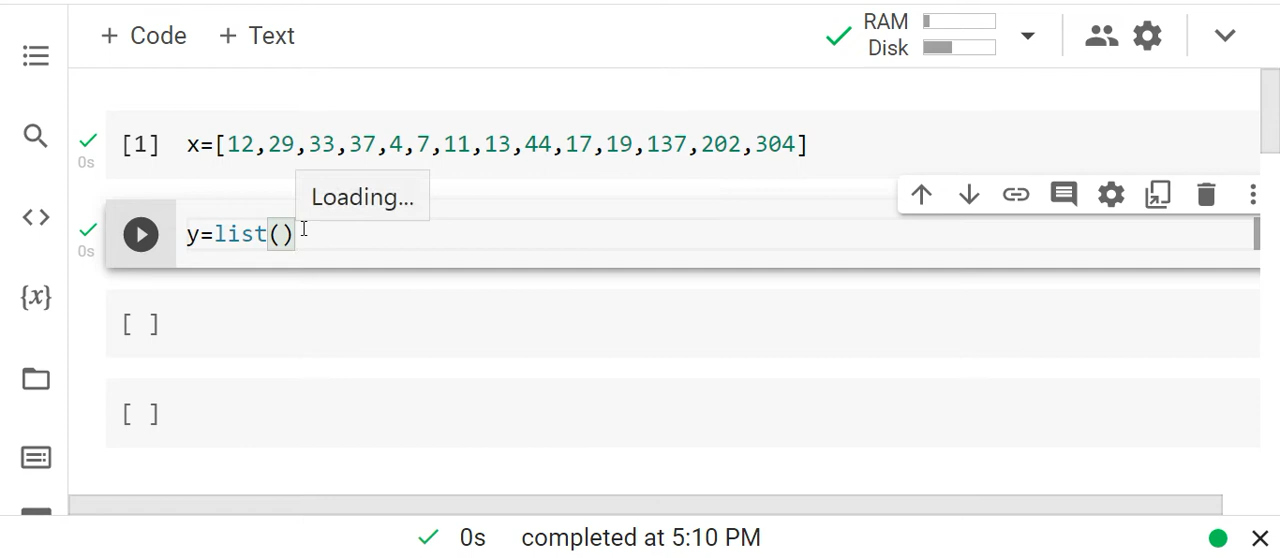 + Code + Text
RAM
Disk
[1] x=[12,29,33,37,4,7,11,13,44,17,19,137,202,304]
0s
Loading...
y=list()
0s
{x}
[ ]
[ ]
0s completed at 5:10 PM